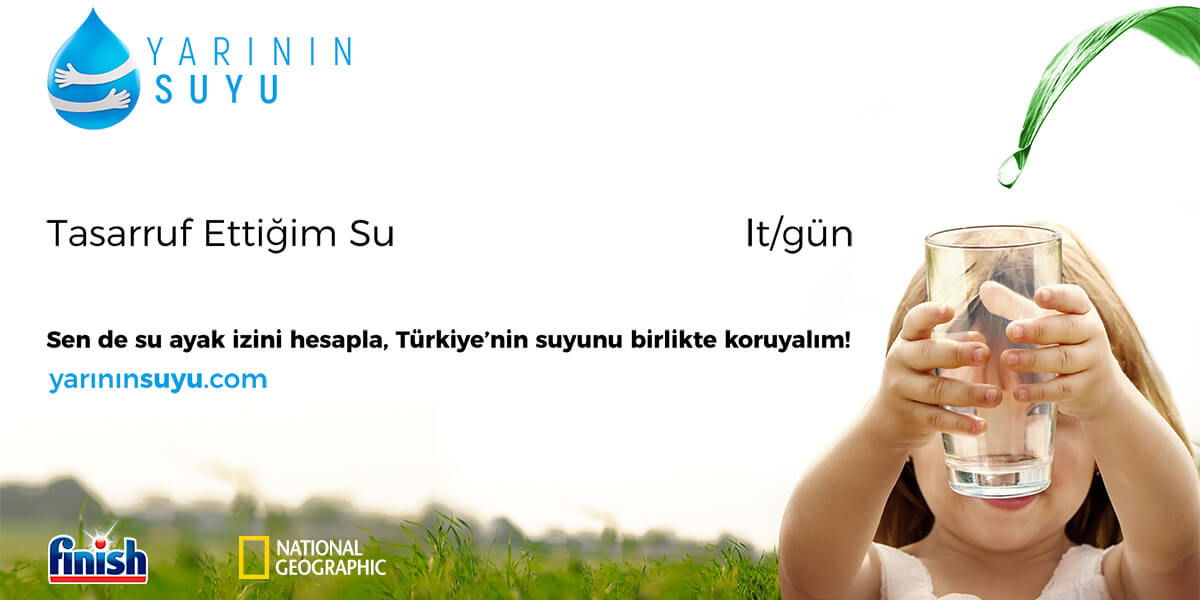 YARININ
SUYU
Tasarruf Ettiğim Su lt/gün
Sen de su ayak izini hesapla, Türkiye’nin suyunu birlikte koruyalım!
yarınınsuyu.com
finish
NATIONAL
GEOGRAPHIC